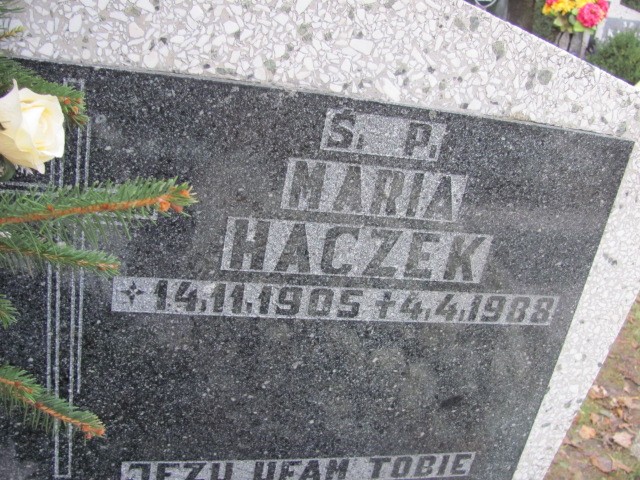 Ś. P.
MARIA
HACZEK
* 14.11.1905 + 4.4.1988
JEZU UFAM TOBIE